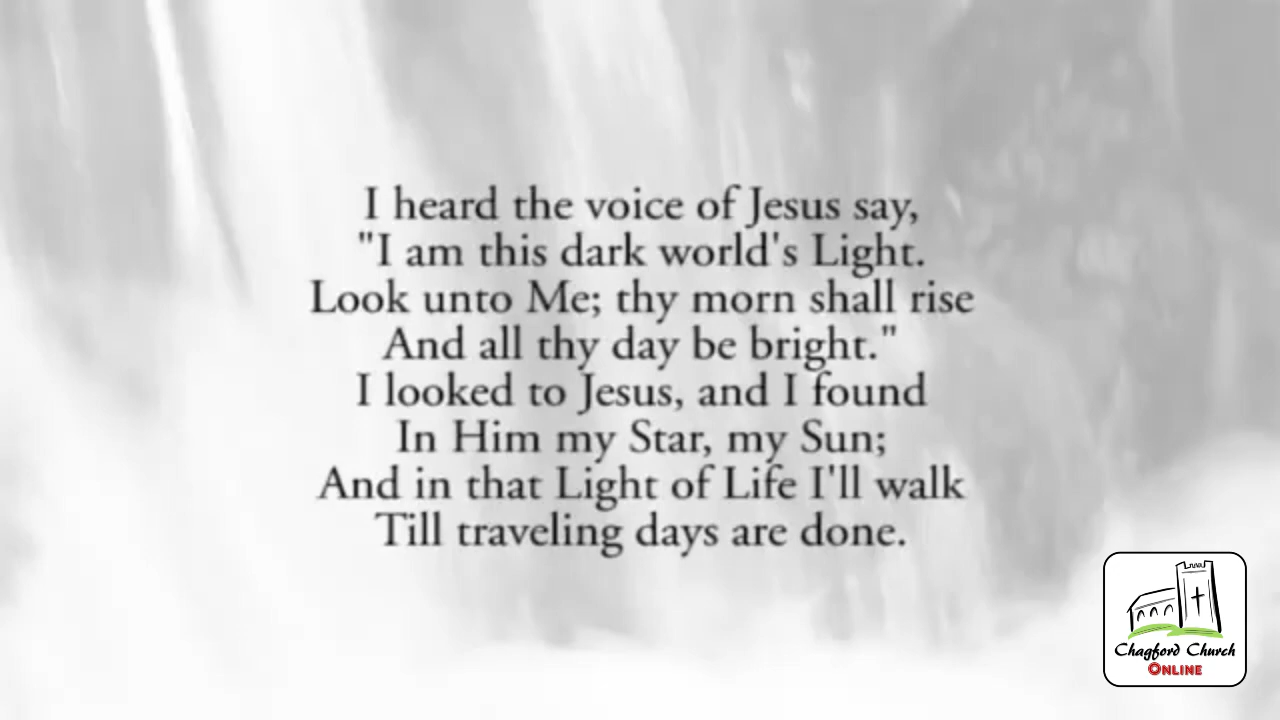 I heard the voice of Jesus say,
"I am this dark world's Light.
Look unto Me; thy morn shall rise
And all thy day be bright."
I looked to Jesus, and I found
In Him my Star, my Sun;
And in that Light of Life I'll walk
Till traveling days are done.
Chagford Church
ONLINE